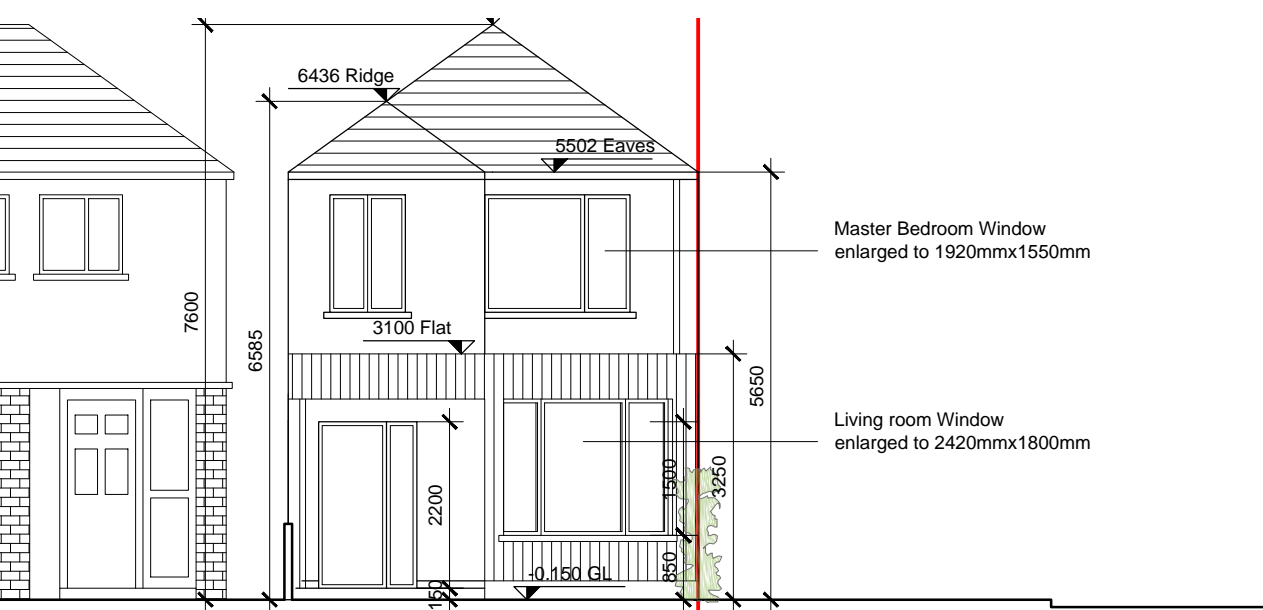 6436 Ridge
5502 Eaves
Master Bedroom Window
enlarged to 1920mmx1550mm
7600
3100 Flat
6585
5650
Living room Window
enlarged to 2420mmx1800mm
1500
3250
2200
850
-0.150 GL
150